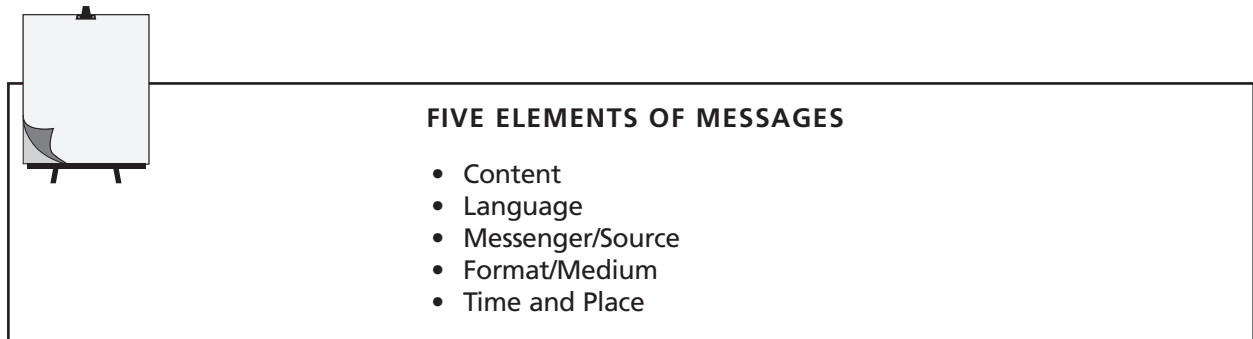 FIVE ELEMENTS OF MESSAGES
• Content
• Language
• Messenger/Source
• Format/Medium
• Time and Place